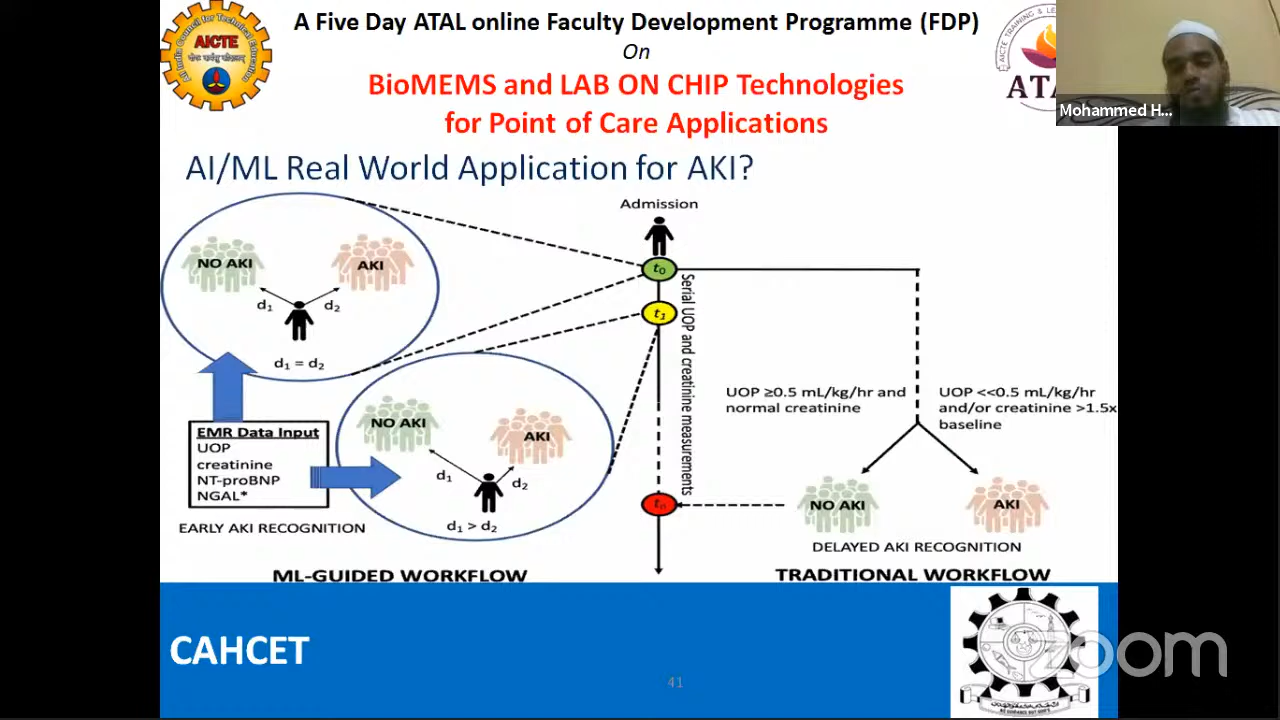 A Five Day ATAL online Faculty Development Programme (FDP)
On
BioMEMS and LAB ON CHIP Technologies
for Point of Care Applications
AICTE
ATA
Mohammed H...
AI/ML Real World Application for AKI?
Admission
NO AKI
AKI
d1
d2
d1 = d2
t0
t1
Serial UOP and creatinine measurements
tn
EMR Data Input
UOP
creatinine
NT-proBNP
NGAL*
EARLY AKI RECOGNITION
NO AKI
AKI
d1
d2
d1 > d2
ML-GUIDED WORKFLOW
UOP ≥0.5 mL/kg/hr and
normal creatinine
UOP <<0.5 mL/kg/hr
and/or creatinine >1.5x
baseline
NO AKI
AKI
DELAYED AKI RECOGNITION
TRADITIONAL WORKFLOW
CAHCET
41
zoom